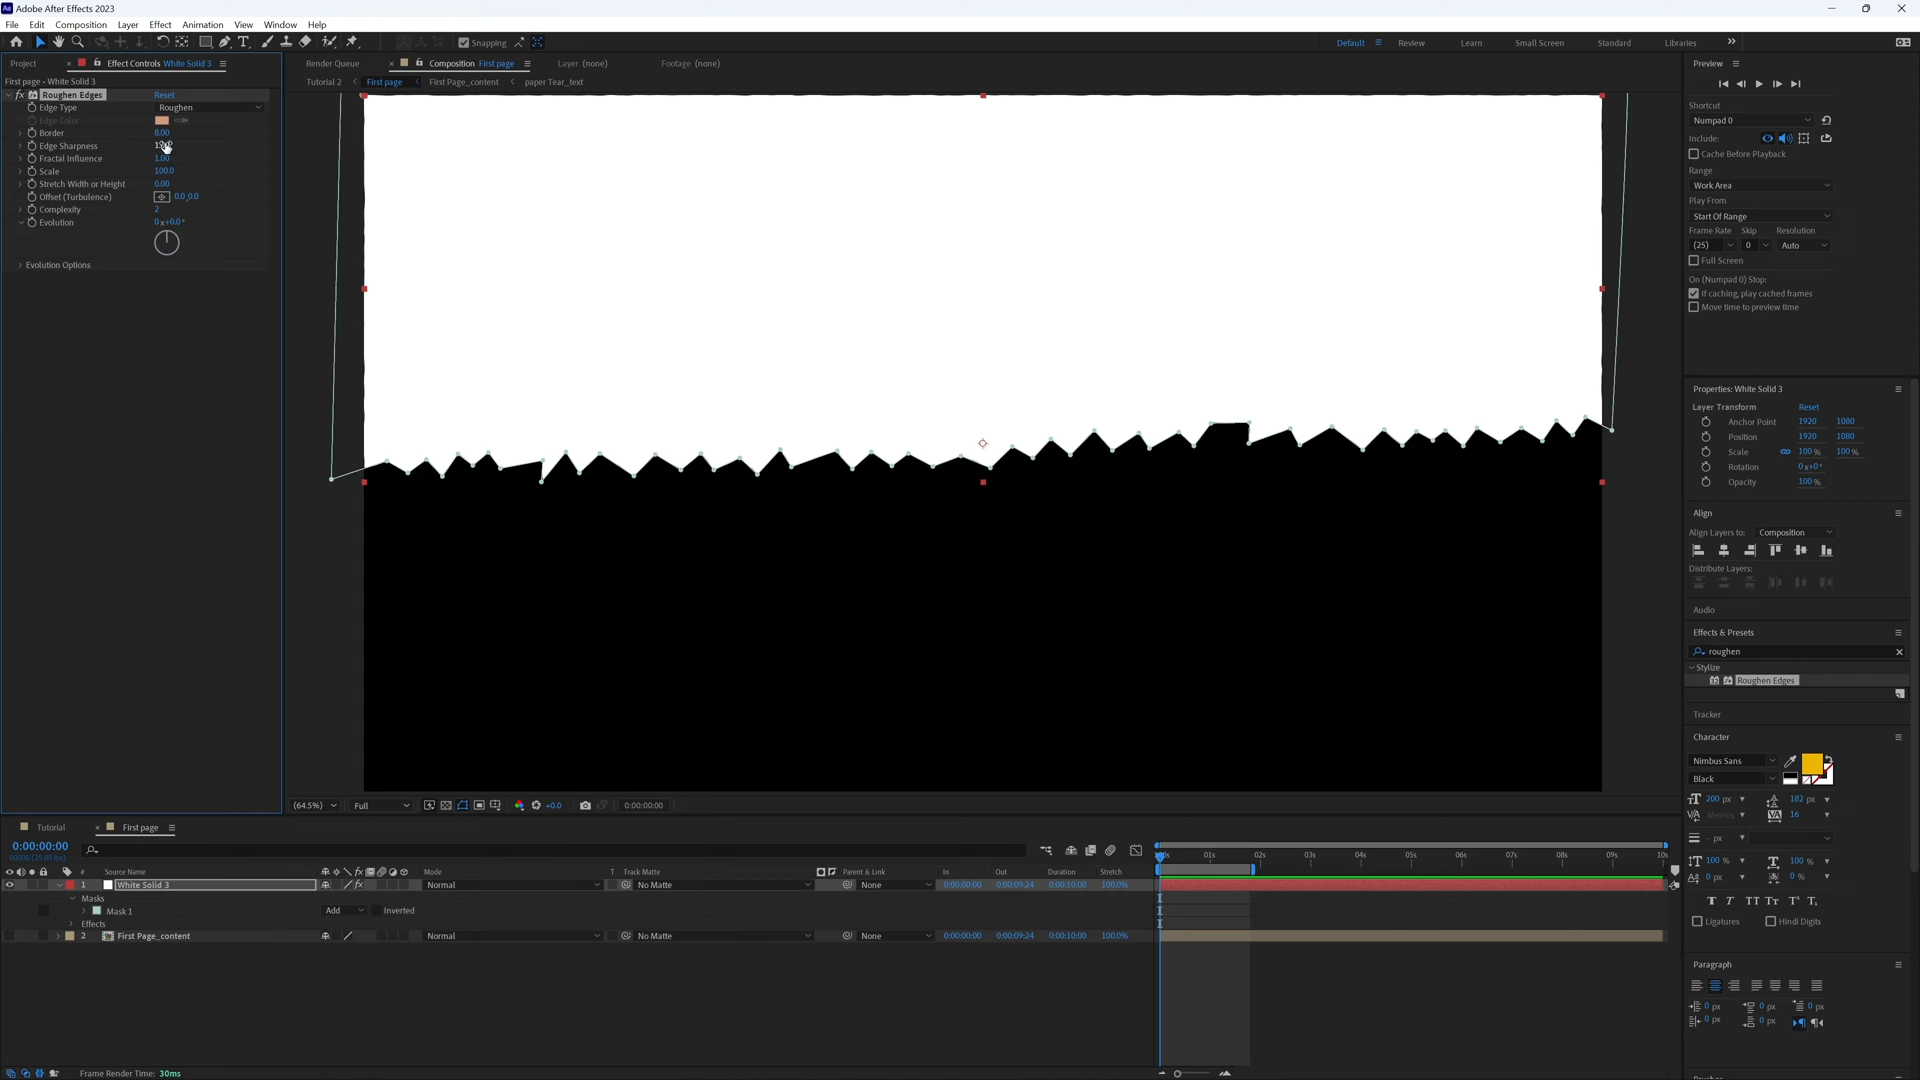 Adobe After Effects 2023
File Edit Composition Layer Effect Animation View Window Help
Snapping
Default Review Learn Small Screen Standard Libraries
Project Effect Controls White Solid 3
First page • White Solid 3
fx Roughen Edges Reset
Edge Type Roughen
Edge Color
Border 8.00
Edge Sharpness
Fractal Influence 1.00
Scale 100.0
Stretch Width or Height 0.00
Offset (Turbulence) 0.0,0.0
Complexity 2
Evolution 0x+0.0°
Evolution Options
Render Queue Composition First page Layer (none) Footage (none)
Tutorial 2 First page First Page_content paper Tear_text
(64.5%) Full +0.0 0:00:00:00
Preview
Shortcut
Numpad 0
Include:
Cache Before Playback
Range
Work Area
Play From
Start Of Range
Frame Rate Skip Resolution
(25) 0 Auto
Full Screen
On (Numpad 0) Stop:
If caching, play cached frames
Move time to preview time
Properties: White Solid 3
Layer Transform Reset
Anchor Point 1920 1080
Position 1920 1080
Scale 100% 100%
Rotation 0x+0°
Opacity 100%
Align
Align Layers to: Composition
Distribute Layers:
Audio
Effects & Presets
roughen
Stylize
Roughen Edges
Tracker
Character
Nimbus Sans
Black
200 px 182 px
Metrics 16
- px
100 % 100 %
0 px 0 %
Ligatures Hindi Digits
Paragraph
0 px 0 px 0 px
0 px 0 px
Tutorial First page
0:00:00:00
00000 (25.00 fps)
# Source Name Mode T Track Matte Parent & Link In Out Duration Stretch
01s 02s 03s 04s 05s 06s 07s 08s 09s 10s
1 White Solid 3 Normal No Matte None 0:00:00:00 0:00:09:24 0:00:10:00 100.0%
Masks
Mask 1 Add Inverted
Effects
2 First Page_content Normal No Matte None 0:00:00:00 0:00:09:24 0:00:10:00 100.0%
Frame Render Time: 30ms